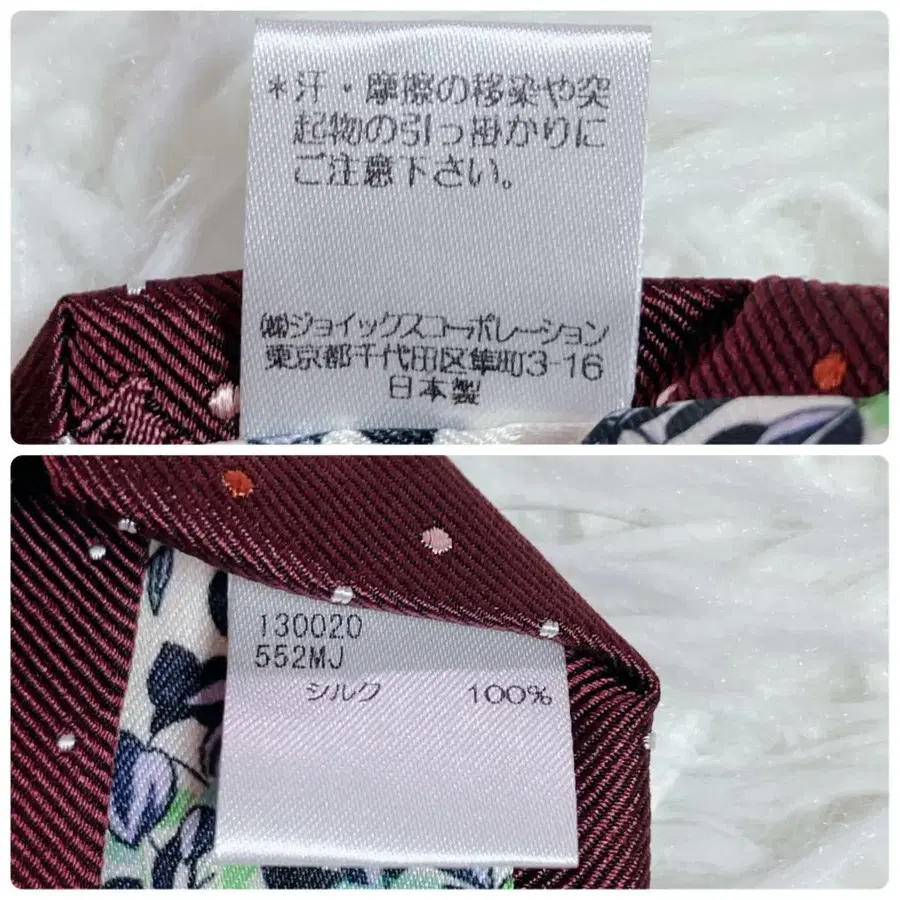 *汗・摩擦の移染や突
起物の引っ掛かりに
ご注意下さい。
㈱ジョイックスコーポレーション
東京都千代田区隼町3-16
日本製
130020
552MJ
シルク 100%